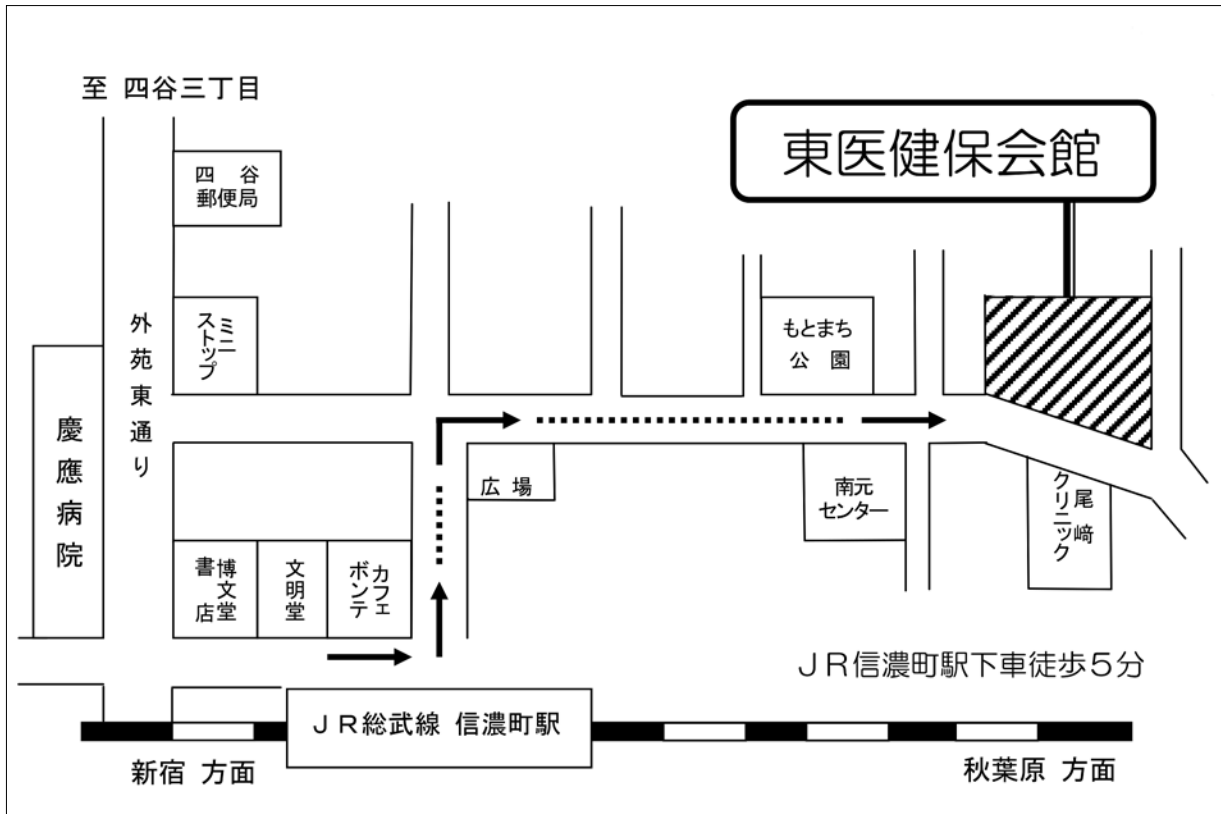 至 四谷三丁目
東医健保会館
四 谷
郵便局
外苑東通り
ミニ
ストップ
もとまち
公 園
慶應病院
広 場
南元
センター
尾﨑
クリニック
博文堂
書店
文明堂
カフェ
ボンテ
JR信濃町駅下車徒歩5分
JR総武線 信濃町駅
新宿 方面
秋葉原 方面